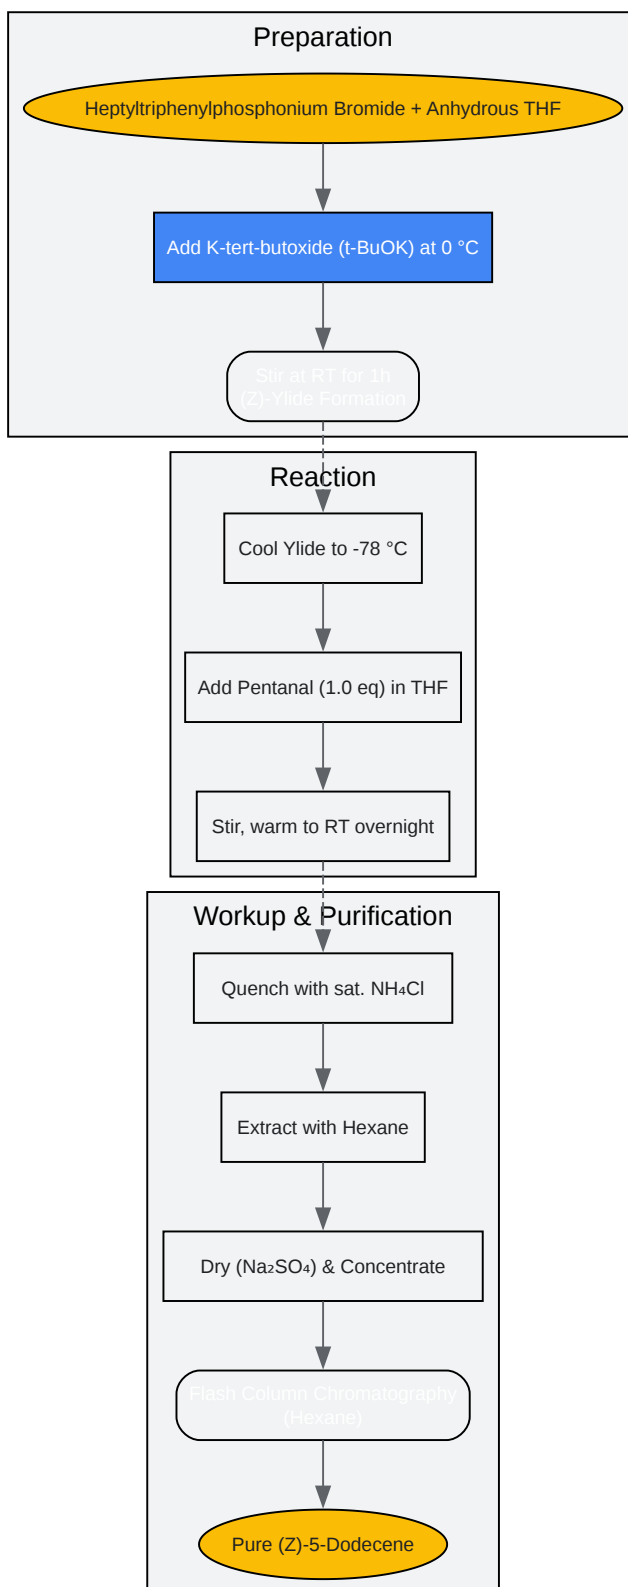 Preparation
Heptyltriphenylphosphonium Bromide + Anhydrous THF
Add K-tert-butoxide (t-BuOK) at 0 °C
Stir at RT for 1h
(Z)-Ylide Formation
Reaction
Cool Ylide to -78 °C
Add Pentanal (1.0 eq) in THF
Stir, warm to RT overnight
Workup & Purification
Quench with sat. NH₄Cl
Extract with Hexane
Dry (Na₂SO₄) & Concentrate
Flash Column Chromatography
(Hexane)
Pure (Z)-5-Dodecene